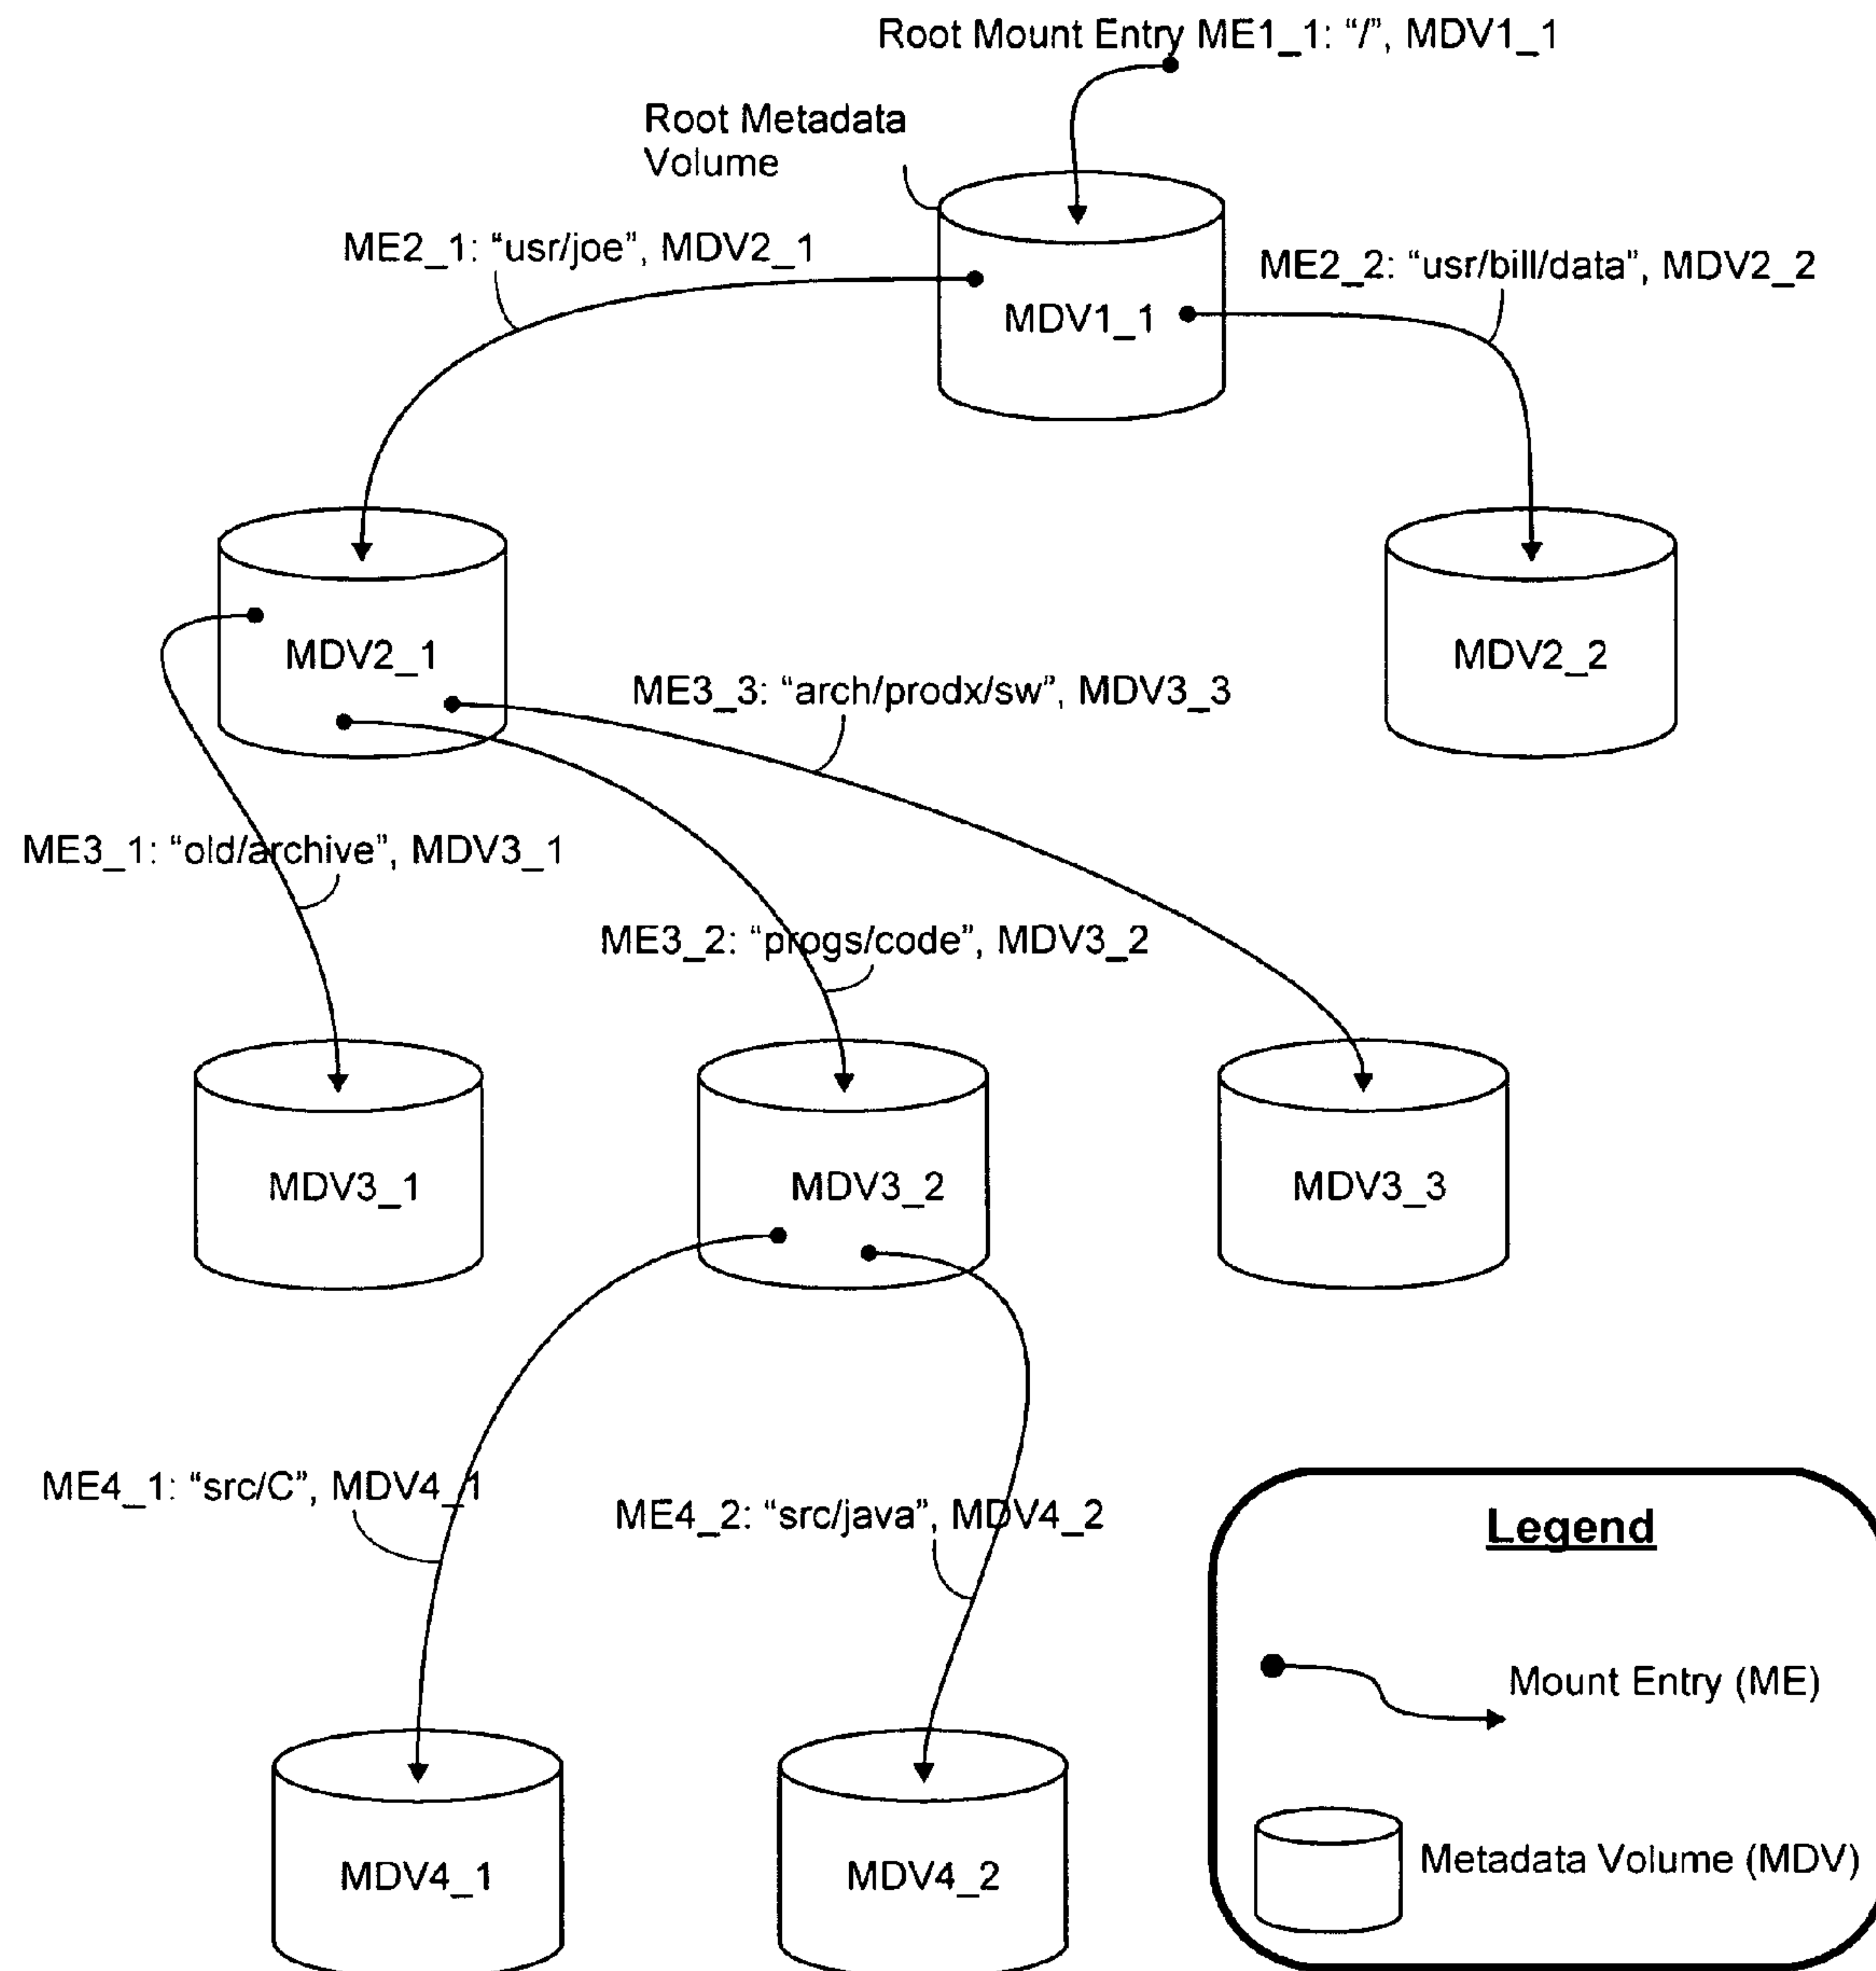 Root Mount Entry ME1_1: “/”, MDV1_1
Root Metadata
Volume
ME2_1: “usr/joe”, MDV2_1
ME2_2: “usr/bill/data”, MDV2_2
MDV1_1
MDV2_1
MDV2_2
ME3_3: “arch/prodx/sw”, MDV3_3
ME3_1: “old/archive”, MDV3_1
ME3_2: “progs/code”, MDV3_2
MDV3_1
MDV3_2
MDV3_3
ME4_1: “src/C”, MDV4_1
ME4_2: “src/java”, MDV4_2
Legend
Mount Entry (ME)
Metadata Volume (MDV)
MDV4_1
MDV4_2